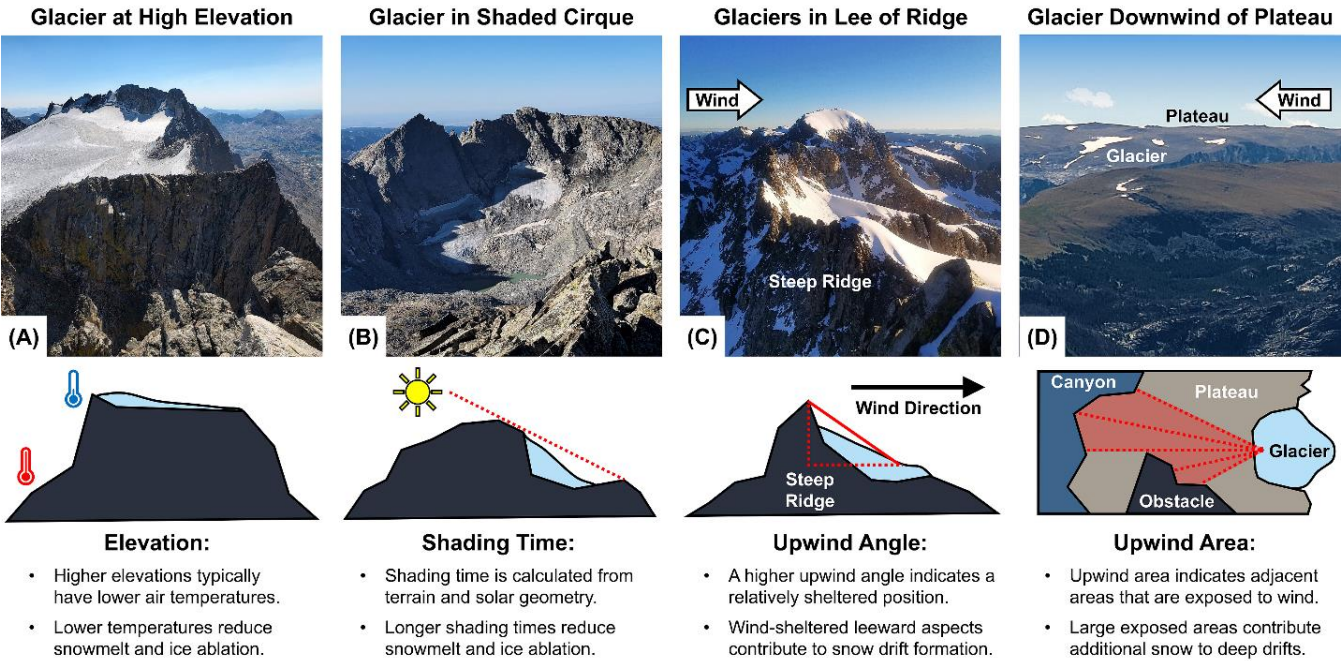 Glacier at High Elevation
Glacier in Shaded Cirque
Glaciers in Lee of Ridge
Glacier Downwind of Plateau
(A)
(B)
Wind
Steep Ridge
(C)
Wind
Plateau
Glacier
(D)
Wind Direction
Steep
Ridge
Canyon
Plateau
Glacier
Obstacle
Elevation:
• Higher elevations typically
have lower air temperatures.
• Lower temperatures reduce
snowmelt and ice ablation.
Shading Time:
• Shading time is calculated from
terrain and solar geometry.
• Longer shading times reduce
snowmelt and ice ablation.
Upwind Angle:
• A higher upwind angle indicates a
relatively sheltered position.
• Wind-sheltered leeward aspects
contribute to snow drift formation.
Upwind Area:
• Upwind area indicates adjacent
areas that are exposed to wind.
• Large exposed areas contribute
additional snow to deep drifts.